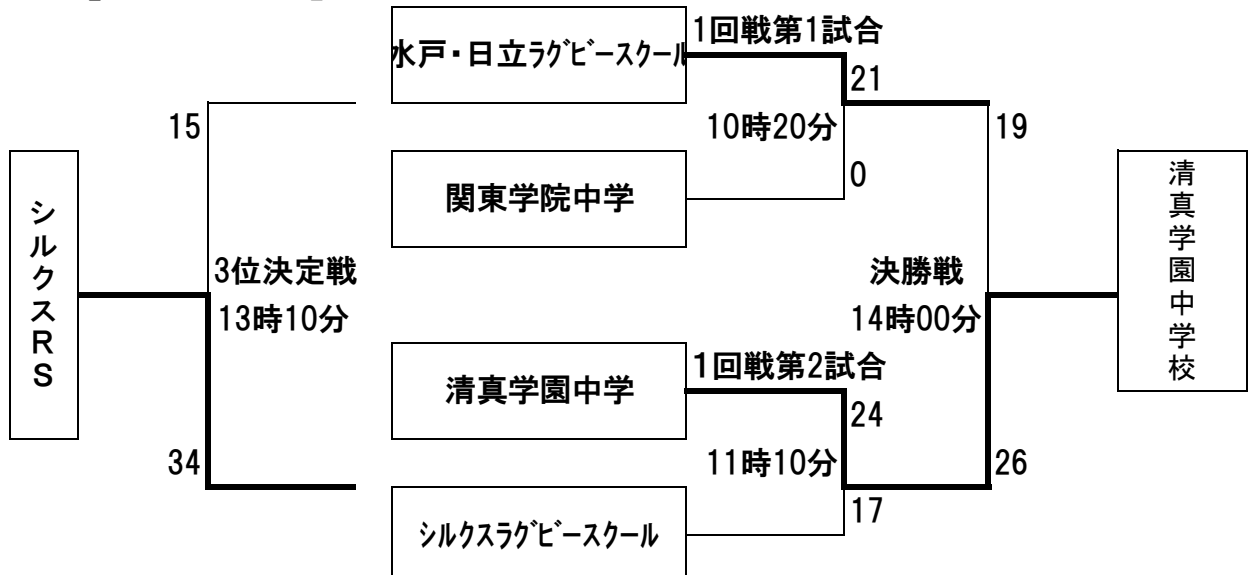 1回戦第1試合
水戸・日立ﾗｸﾞﾋﾞｰｽｸｰﾙ
21
15
10時20分
19
0
関東学院中学
シルクスRS
清真学園中学校
3位決定戦
13時10分
決勝戦
14時00分
1回戦第2試合
清真学園中学
24
34
11時10分
26
17
ｼﾙｸｽﾗｸﾞﾋﾞｰｽｸｰﾙ